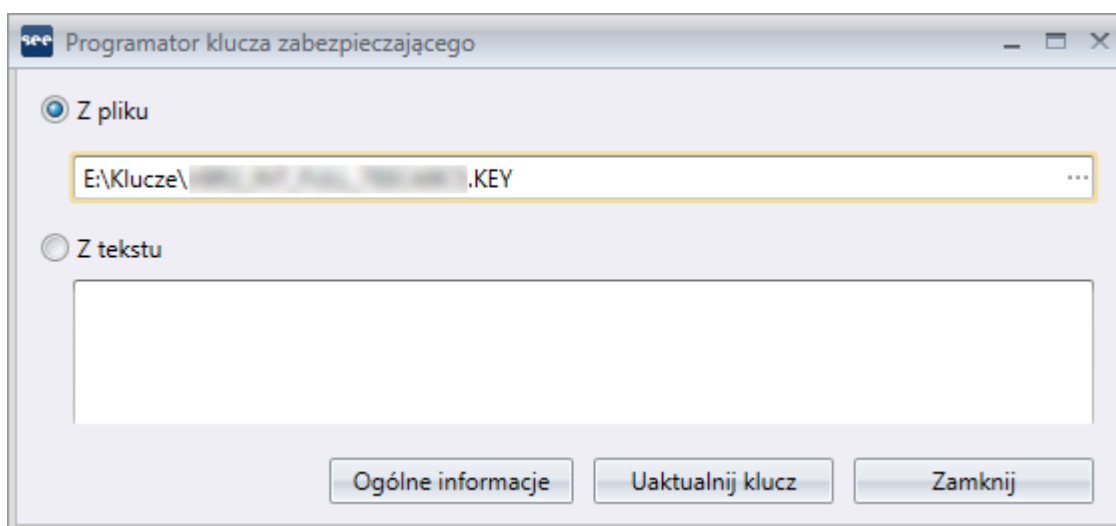 see Programator klucza zabezpieczającego
Z pliku
E:\Klucze\ .KEY ...
Z tekstu
Ogólne informacje Uaktualnij klucz Zamknij